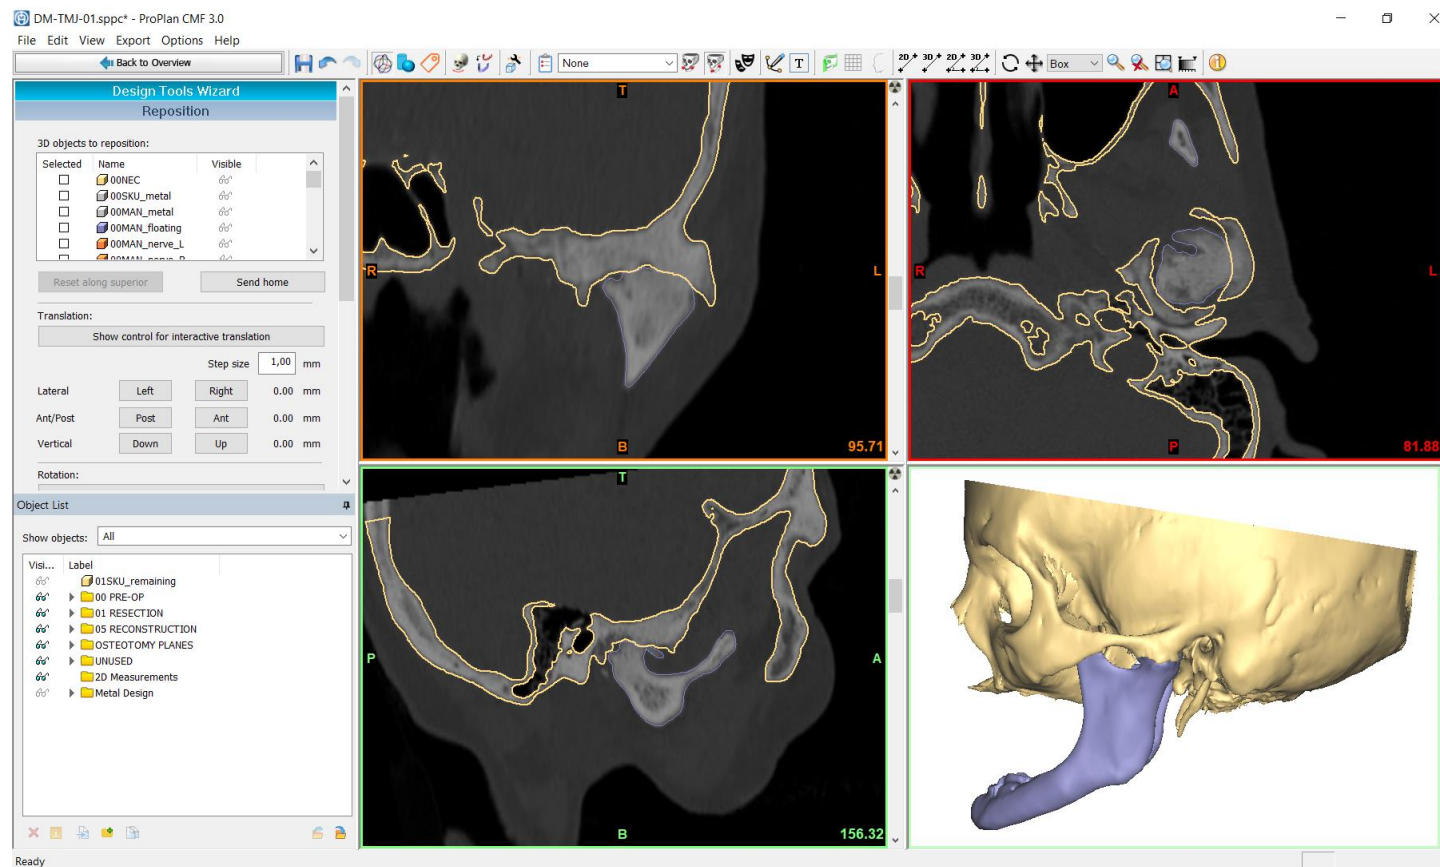 DM-TMJ-01.sppc* - ProPlan CMF 3.0
File Edit View Export Options Help
Back to Overview
None
T
2D 3D 2D 3D
Box
Design Tools Wizard
Reposition
3D objects to reposition:
Selected Name Visible
00NEC
00SKU_metal
00MAN_metal
00MAN_floating
00MAN_nerve_L
Reset along superior Send home
Translation:
Show control for interactive translation
Step size 1,00 mm
Lateral Left Right 0.00 mm
Ant/Post Post Ant 0.00 mm
Vertical Down Up 0.00 mm
Rotation:
Object List
Show objects: All
Visi... Label
01SKU_remaining
00 PRE-OP
01 RESECTION
05 RECONSTRUCTION
OSTEOTOMY PLANES
UNUSED
2D Measurements
Metal Design
T
R
L
B
95.71
A
R
L
P
81.88
T
P
A
B
156.32
Ready